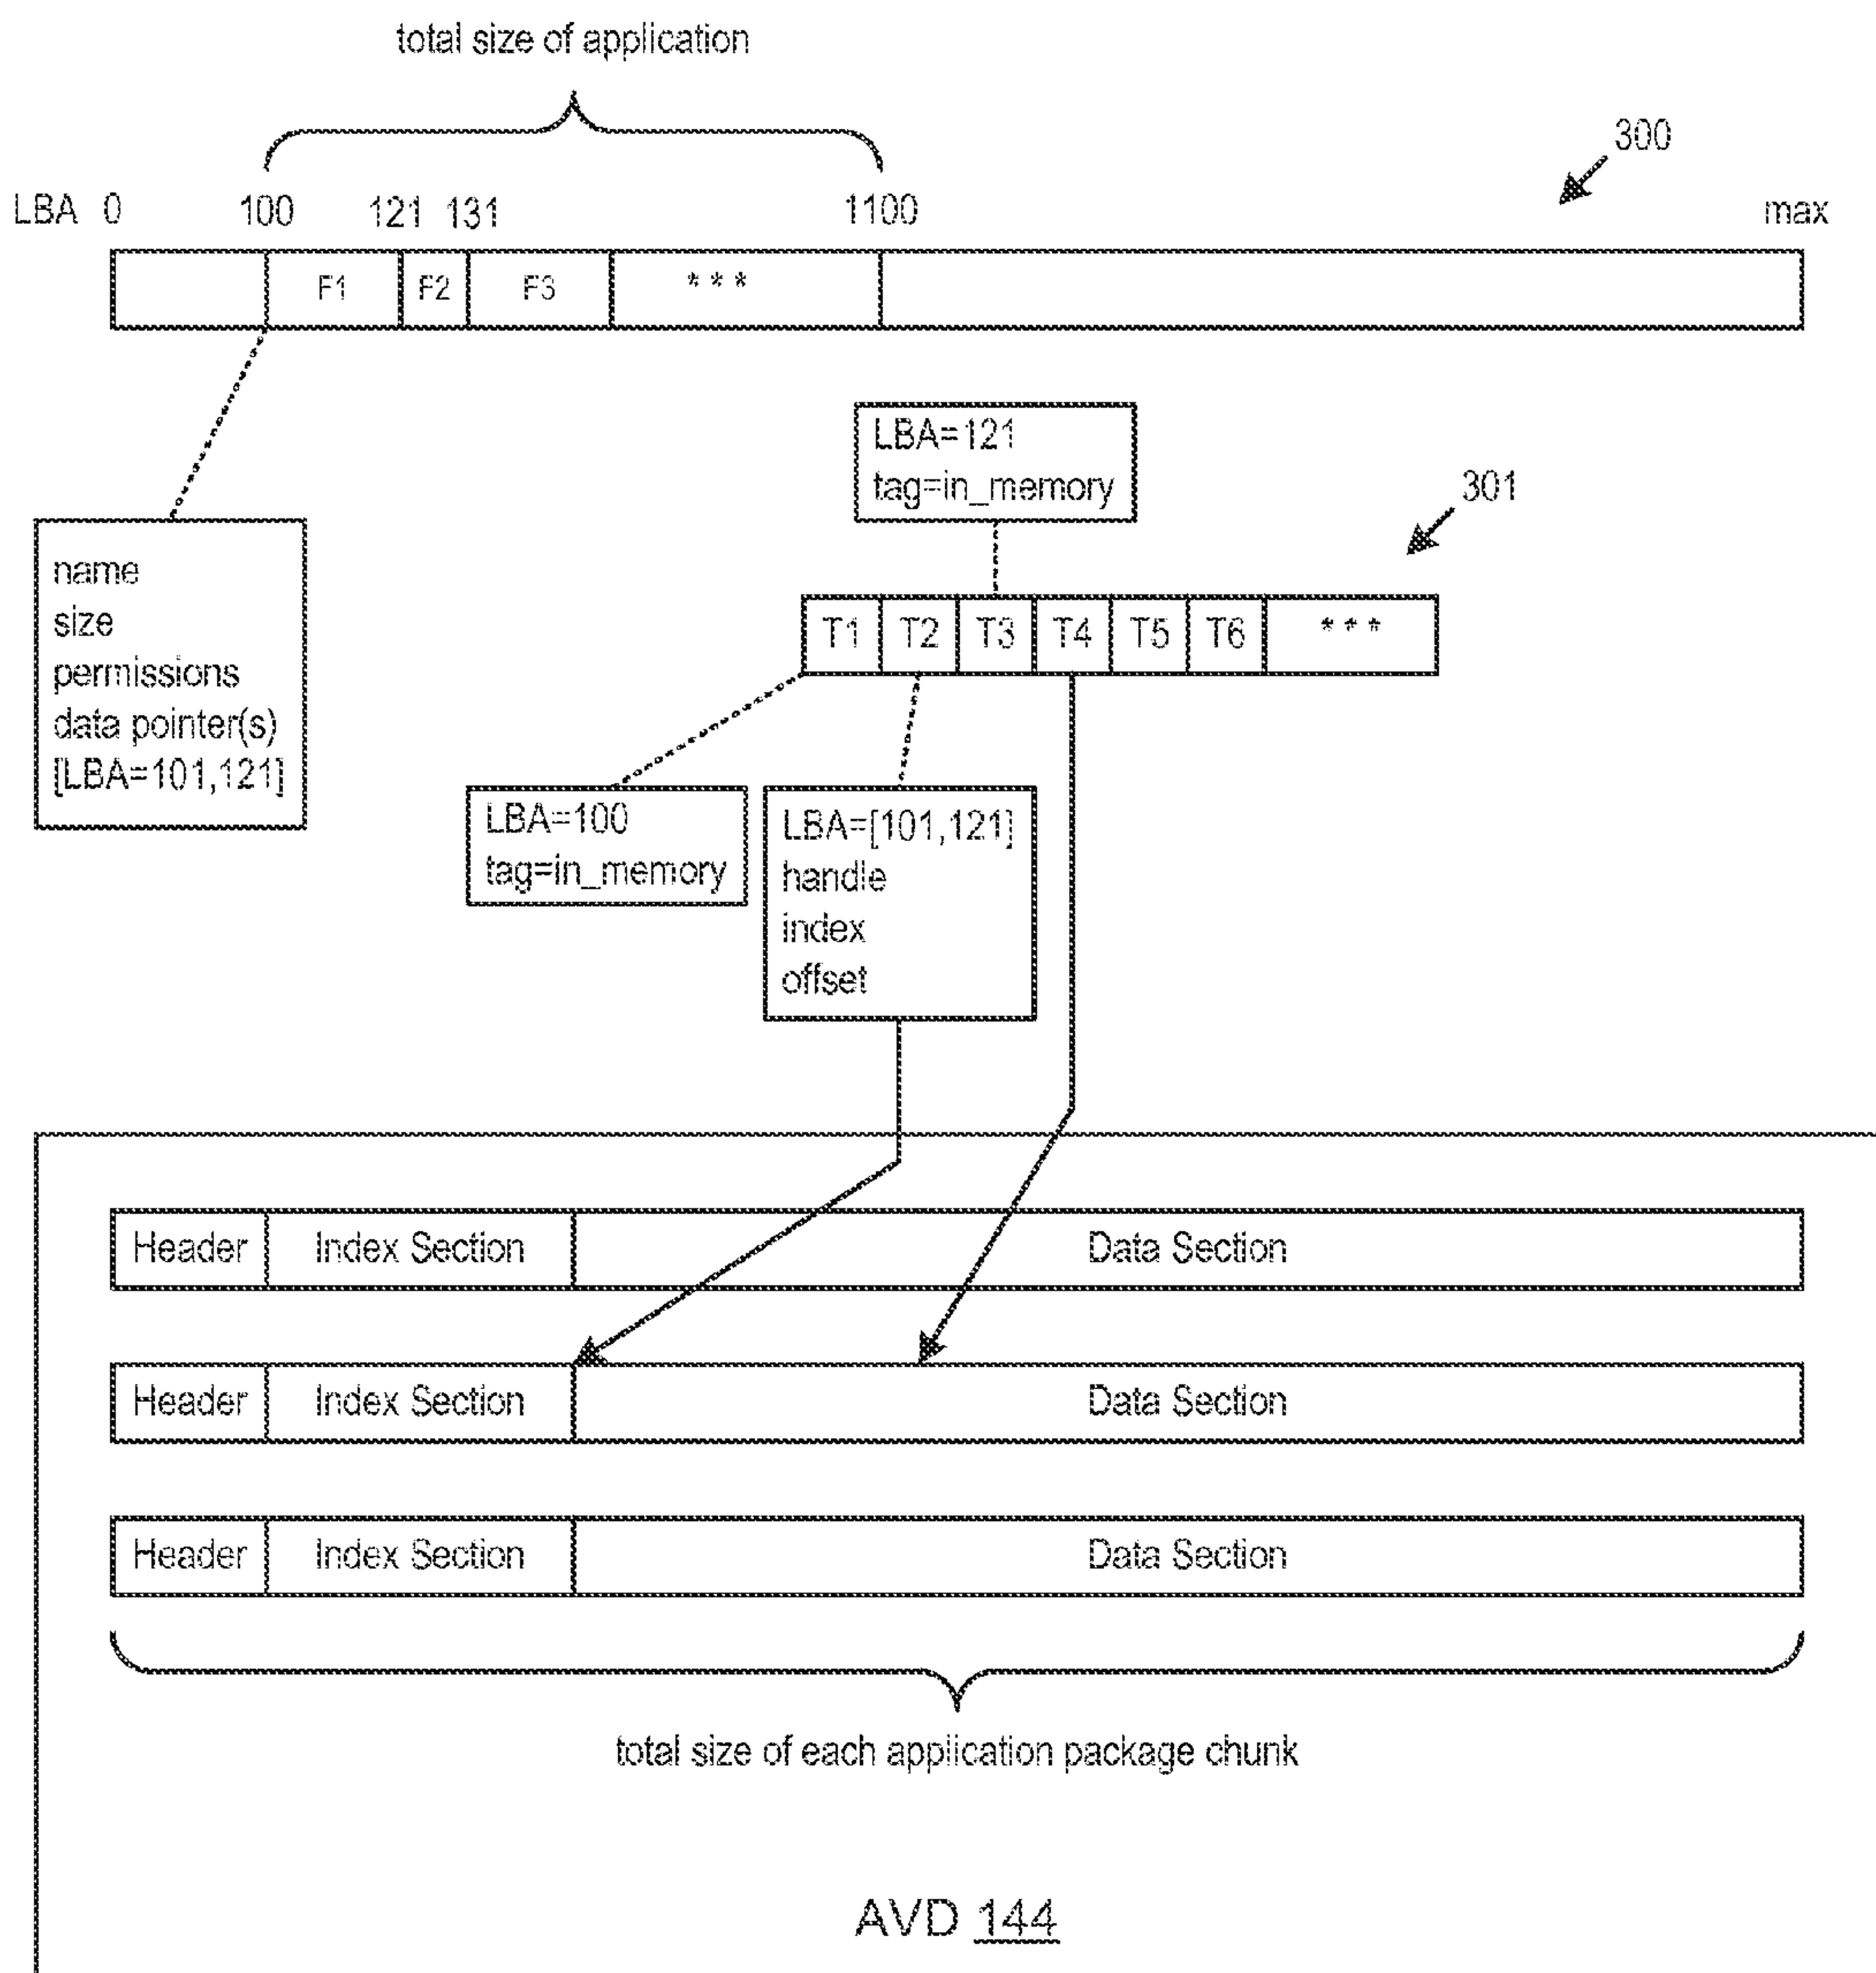 total size of application
300
LBA 0 100 121 131 1100 max
F1 F2 F3 ***
LBA=121
tag=in_memory
301
name
size
permissions
data pointer(s)
[LBA=101,121]
T1 T2 T3 T4 T5 T6 ***
LBA=100
tag=in_memory
LBA=[101,121]
handle
index
offset
Header Index Section Data Section
Header Index Section Data Section
Header Index Section Data Section
total size of each application package chunk
AVD 144